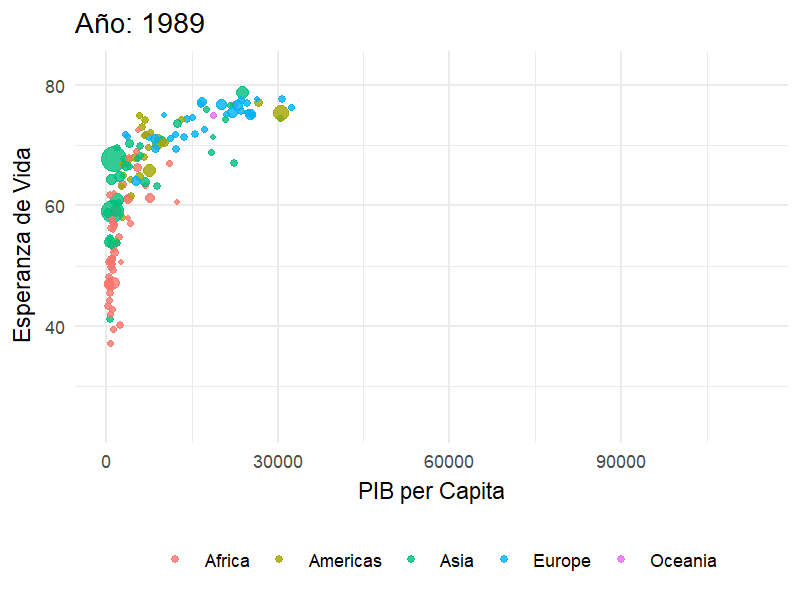 Año: 1989
Esperanza de Vida
80
60
40
0 30000 60000 90000
PIB per Capita
Africa Americas Asia Europe Oceania